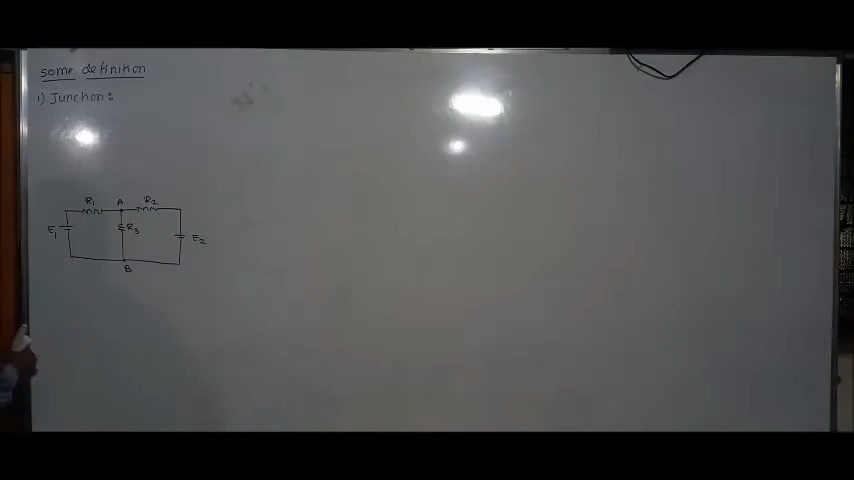 some definition
1) Junction:
R1 A R2
E1 R3 E2
B